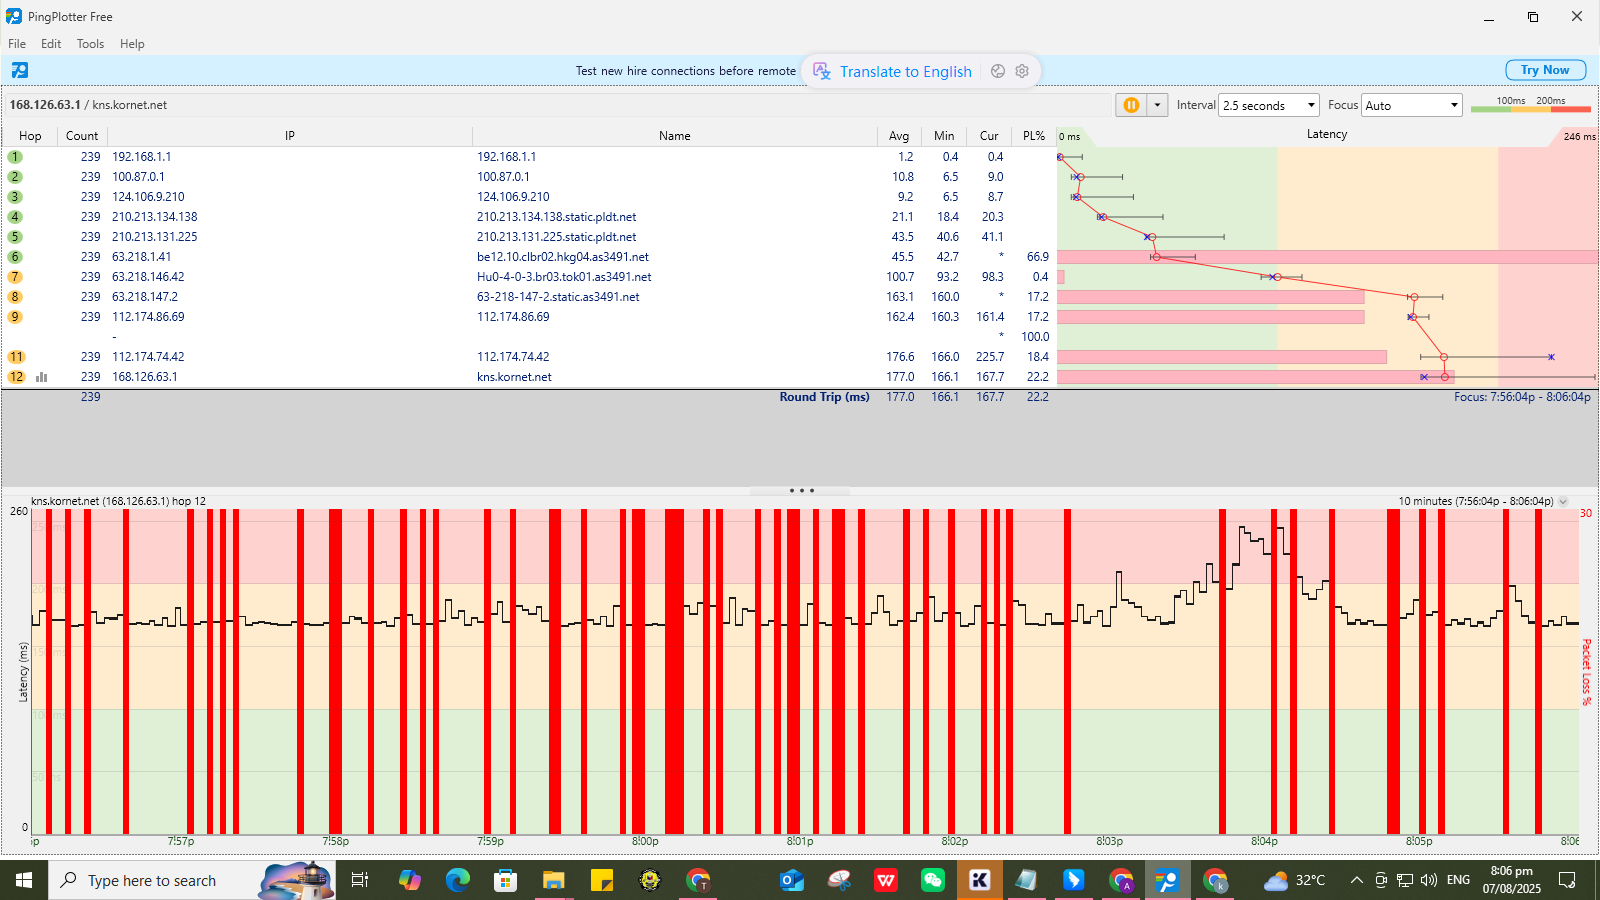 PingPlotter Free
File Edit Tools Help
Test new hire connections before remote
Translate to English
Try Now
168.126.63.1 / kns.kornet.net
Interval 2.5 seconds Focus Auto 100ms 200ms
Hop Count IP Name Avg Min Cur PL% 0 ms Latency 246 ms
1 239 192.168.1.1 192.168.1.1 1.2 0.4 0.4
2 239 100.87.0.1 100.87.0.1 10.8 6.5 9.0
3 239 124.106.9.210 124.106.9.210 9.2 6.5 8.7
4 239 210.213.134.138 210.213.134.138.static.pldt.net 21.1 18.4 20.3
5 239 210.213.131.225 210.213.131.225.static.pldt.net 43.5 40.6 41.1
6 239 63.218.1.41 be12.10.clbr02.hkg04.as3491.net 45.5 42.7 * 66.9
7 239 63.218.146.42 Hu0-4-0-3.br03.tok01.as3491.net 100.7 93.2 98.3 0.4
8 239 63.218.147.2 63-218-147-2.static.as3491.net 163.1 160.0 * 17.2
9 239 112.174.86.69 112.174.86.69 162.4 160.3 161.4 17.2
- * 100.0
11 239 112.174.74.42 112.174.74.42 176.6 166.0 225.7 18.4
12 239 168.126.63.1 kns.kornet.net 177.0 166.1 167.7 22.2
239 Round Trip (ms) 177.0 166.1 167.7 22.2 Focus: 7:56:04p - 8:06:04p
kns.kornet.net (168.126.63.1) hop 12 10 minutes (7:56:04p - 8:06:04p)
260 30
Latency (ms)
Packet Loss %
0
7:57p 7:58p 7:59p 8:00p 8:01p 8:02p 8:03p 8:04p 8:05p
Type here to search
32°C
ENG
8:06 pm
07/08/2025